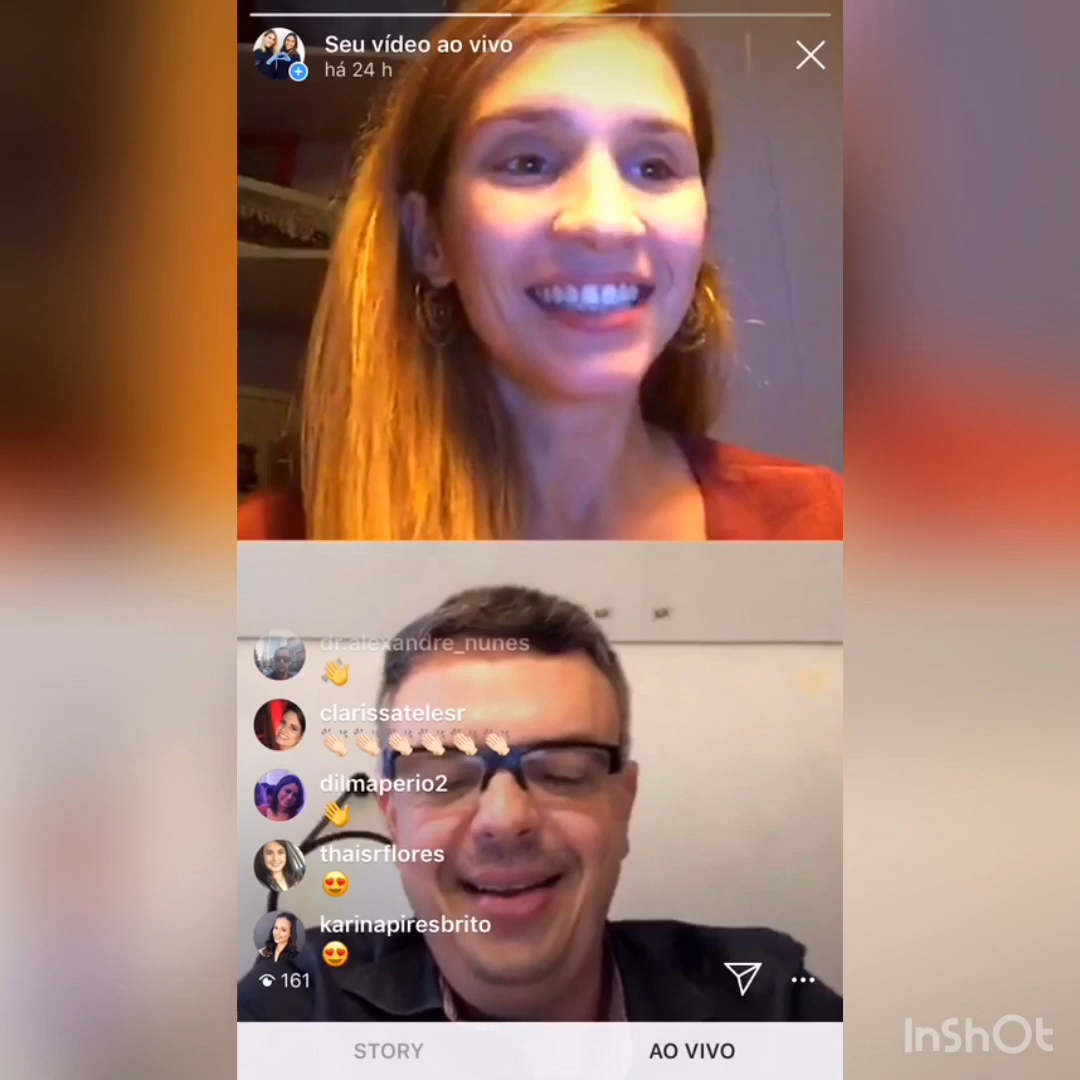 Seu vídeo ao vivo
há 24 h
dr.alexandre_nunes
clarissatelesr
dilmaperio2
thaisrflores
karinapiresbrito
161
STORY
AO VIVO
InShOt